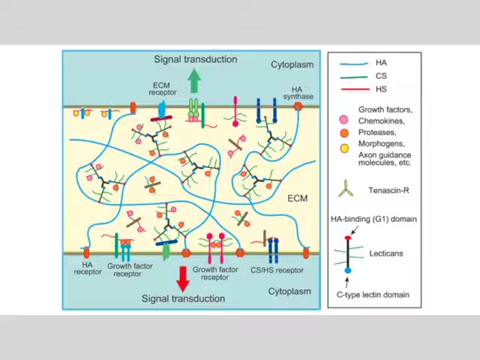 Signal transduction
Cytoplasm
ECM
receptor
HA
synthase
ECM
HA
receptor
Growth factor
receptor
Growth factor
receptor
CS/HS receptor
Signal transduction
Cytoplasm
HA
CS
HS
Growth factors,
Chemokines,
Proteases,
Morphogens,
Axon guidance
molecules, etc.
Tenascin-R
HA-binding (G1) domain
Lecticans
C-type lectin domain